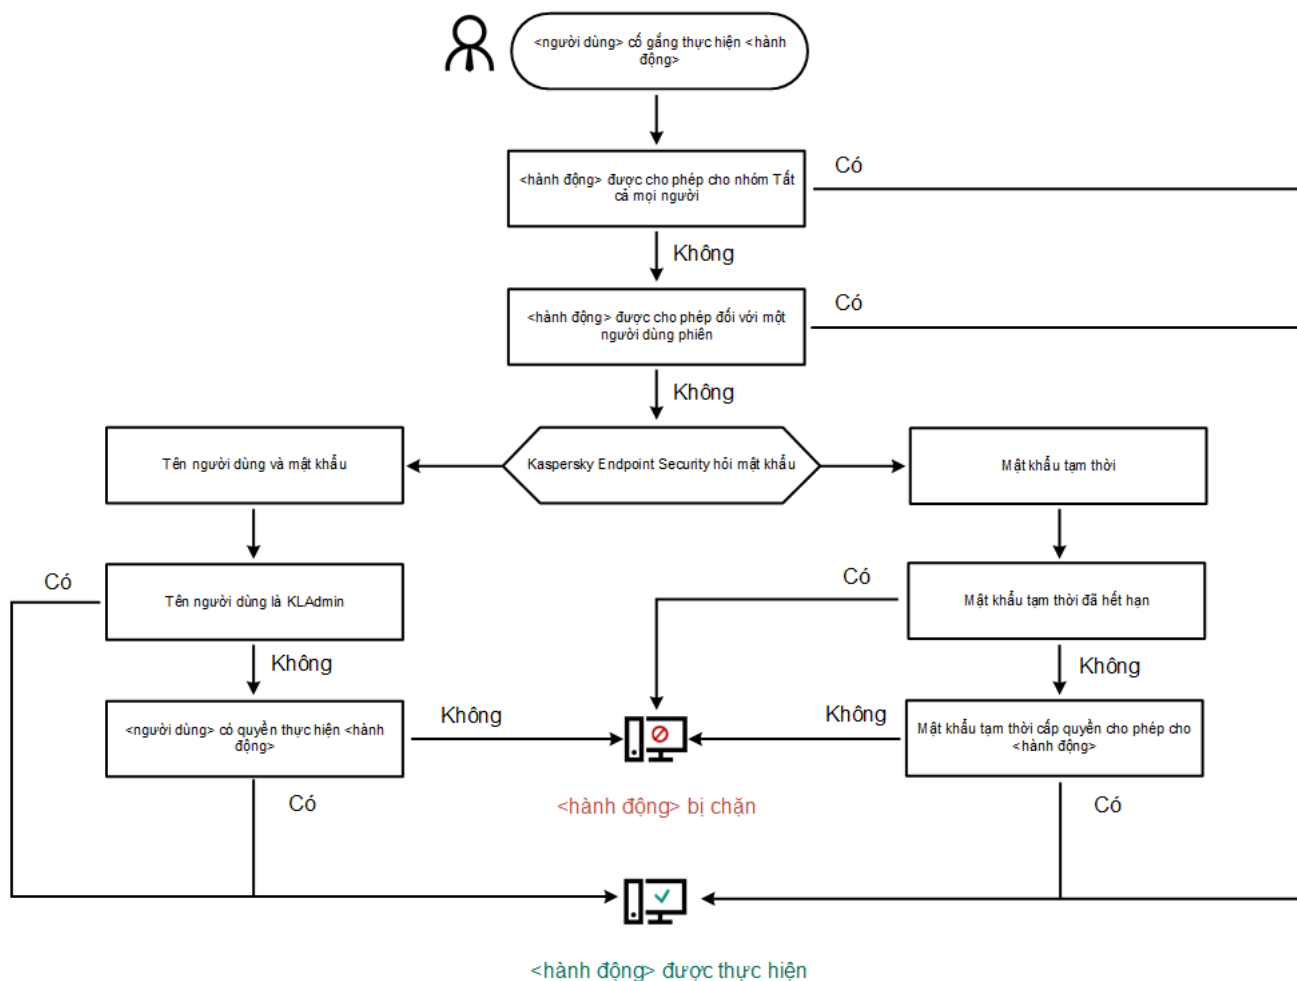 <người dùng> cố gắng thực hiện <hành
động>
<hành động> được cho phép cho nhóm Tất
cả mọi người
Có
Không
<hành động> được cho phép đối với một
người dùng phiên
Có
Không
Tên người dùng và mật khẩu
Kaspersky Endpoint Security hỏi mật khẩu
Mật khẩu tạm thời
Có
Tên người dùng là KLAdmin
Có
Mật khẩu tạm thời đã hết hạn
Không
Không
<người dùng> có quyền thực hiện <hành
động>
Không
Không
Mật khẩu tạm thời cấp quyền cho phép cho
<hành động>
Có
<hành động> bị chặn
Có
<hành động> được thực hiện